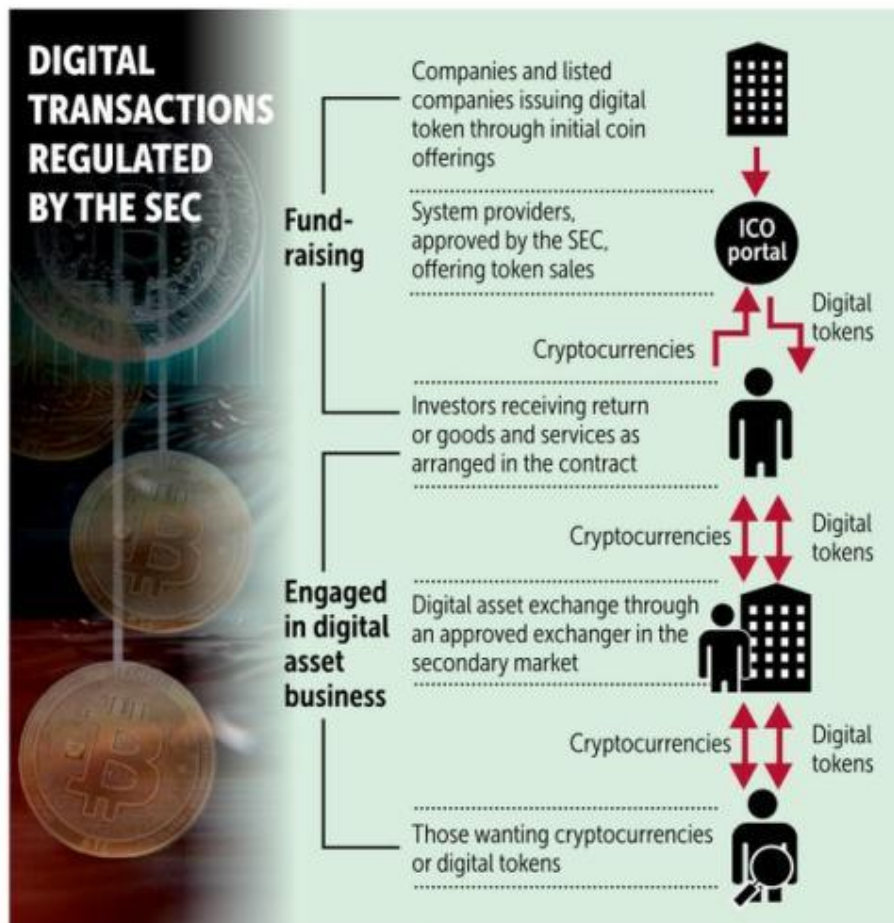 DIGITAL
TRANSACTIONS
REGULATED
BY THE SEC
Fund-
raising
Companies and listed
companies issuing digital
token through initial coin
offerings
System providers,
approved by the SEC,
offering token sales
ICO
portal
Cryptocurrencies
Digital
tokens
Investors receiving return
or goods and services as
arranged in the contract
Cryptocurrencies
Digital
tokens
Engaged
in digital
asset
business
Digital asset exchange through
an approved exchanger in the
secondary market
Cryptocurrencies
Digital
tokens
Those wanting cryptocurrencies
or digital tokens